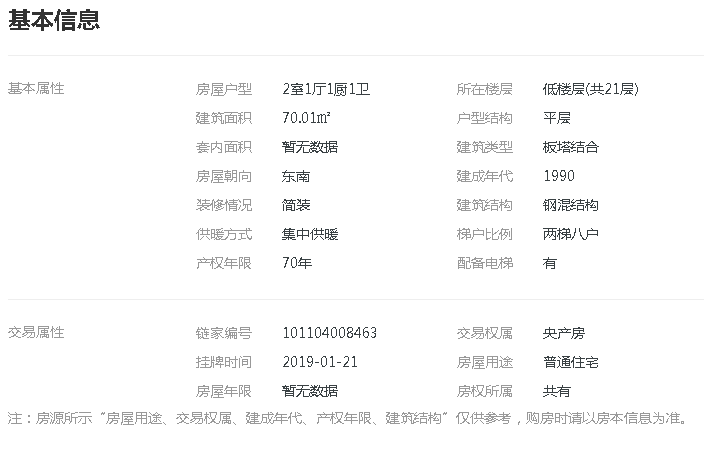 基本信息
基本属性 房屋户型 2室1厅1厨1卫 所在楼层 低楼层(共21层)
建筑面积 70.01㎡ 户型结构 平层
套内面积 暂无数据 建筑类型 板塔结合
房屋朝向 东南 建成年代 1990
装修情况 简装 建筑结构 钢混结构
供暖方式 集中供暖 梯户比例 两梯八户
产权年限 70年 配备电梯 有
交易属性 链家编号 101104008463 交易权属 央产房
挂牌时间 2019-01-21 房屋用途 普通住宅
房屋年限 暂无数据 房权所属 共有
注：房源所示“房屋用途、交易权属、建成年代、产权年限、建筑结构”仅供参考，购房时请以房本信息为准。